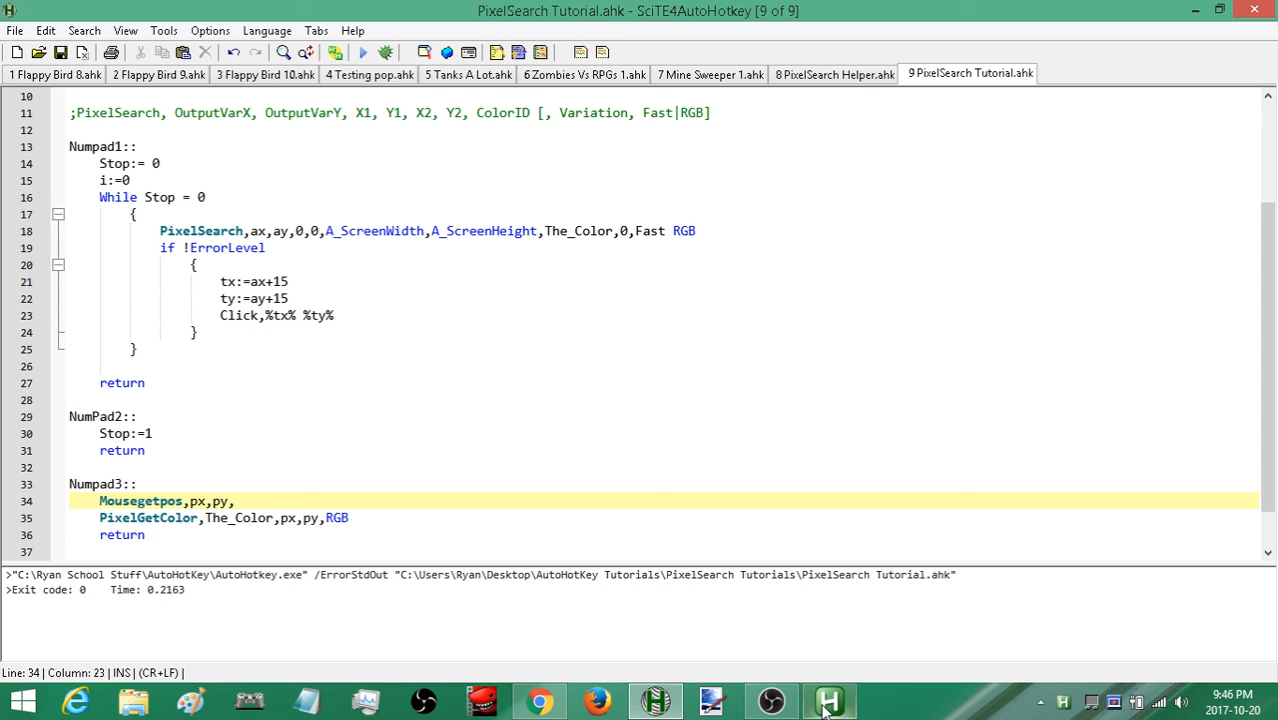 PixelSearch Tutorial.ahk - SciTE4AutoHotkey [9 of 9]
File Edit Search View Tools Options Language Tabs Help
1 Flappy Bird 8.ahk 2 Flappy Bird 9.ahk 3 Flappy Bird 10.ahk 4 Testing pop.ahk 5 Tanks A Lot.ahk 6 Zombies Vs RPGs 1.ahk 7 Mine Sweeper 1.ahk 8 PixelSearch Helper.ahk 9 PixelSearch Tutorial.ahk
10
11 ;PixelSearch, OutputVarX, OutputVarY, X1, Y1, X2, Y2, ColorID [, Variation, Fast|RGB]
12
13 Numpad1::
14 Stop:= 0
15 i:=0
16 While Stop = 0
17 {
18 PixelSearch,ax,ay,0,0,A_ScreenWidth,A_ScreenHeight,The_Color,0,Fast RGB
19 if !ErrorLevel
20 {
21 tx:=ax+15
22 ty:=ay+15
23 Click,%tx% %ty%
24 }
25 }
26
27 return
28
29 NumPad2::
30 Stop:=1
31 return
32
33 Numpad3::
34 Mousegetpos,px,py,
35 PixelGetColor,The_Color,px,py,RGB
36 return
37
>"C:\Ryan School Stuff\AutoHotKey\AutoHotkey.exe" /ErrorStdOut "C:\Users\Ryan\Desktop\AutoHotKey Tutorials\PixelSearch Tutorials\PixelSearch Tutorial.ahk"
>Exit code: 0 Time: 0.2163
Line: 34 | Column: 23 | INS | (CR+LF) |
9:46 PM
2017-10-20